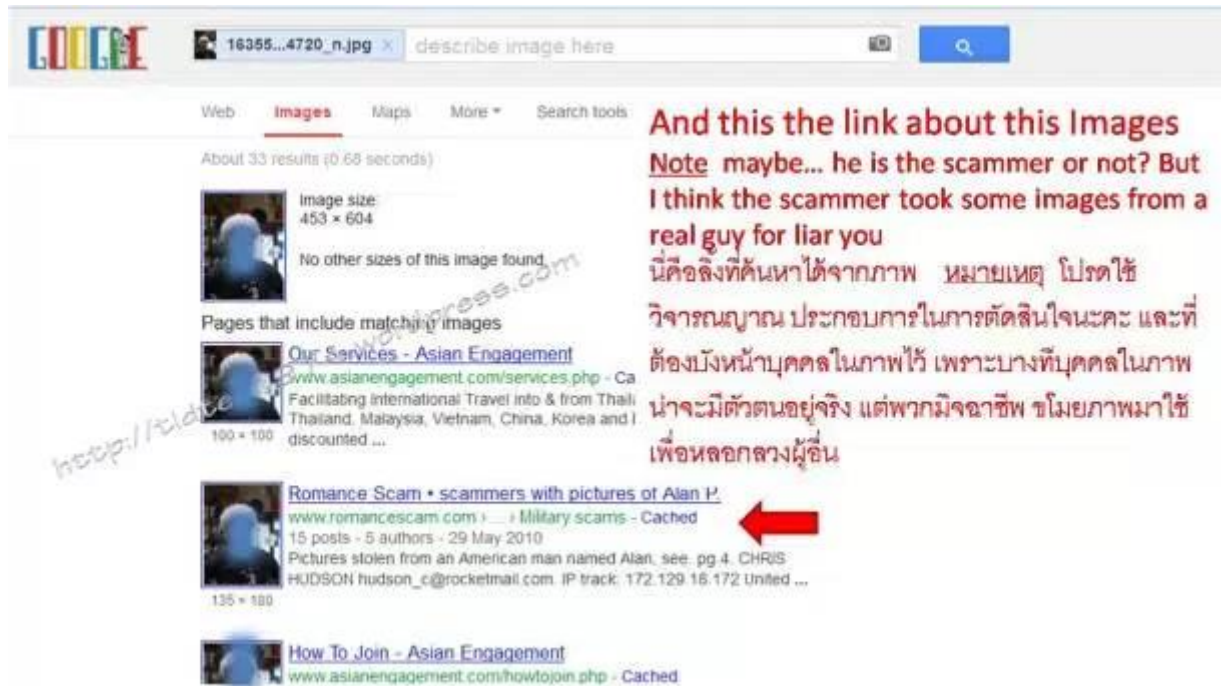 GOOGLE
16355...4720_n.jpg × describe image here
Web Images Maps More Search tools
About 33 results (0.68 seconds)
Image size:
453 × 604
No other sizes of this image found.
Pages that include matching images
Our Services - Asian Engagement
www.asianengagement.com/services.php - Ca
Facilitating International Travel into & from Thail
Thailand, Malaysia, Vietnam, China, Korea and I
discounted ...
100 × 100
Romance Scam • scammers with pictures of Alan P.
www.romancescam.com › ... › Military scams - Cached
15 posts - 5 authors - 29 May 2010
Pictures stolen from an American man named Alan, see. pg 4. CHRIS
HUDSON hudson_c@rocketmail.com. IP track: 172.129.16.172 United ...
135 × 180
How To Join - Asian Engagement
www.asianengagement.com/howtojoin.php - Cached
And this the link about this Images
Note maybe... he is the scammer or not? But
I think the scammer took some images from a
real guy for liar you
นี่คือลิ้งที่ค้นหาได้จากภาพ หมายเหตุ โปรดใช้
วิจารณญาณ ประกอบการในการตัดสินใจนะคะ และที่
ต้องบังหน้าบุคคลในภาพไว้ เพราะบางทีบุคคลในภาพ
น่าจะมีตัวตนอยู่จริง แต่พวกมิจฉาชีพ ขโมยภาพมาใช้
เพื่อหลอกลวงผู้อื่น